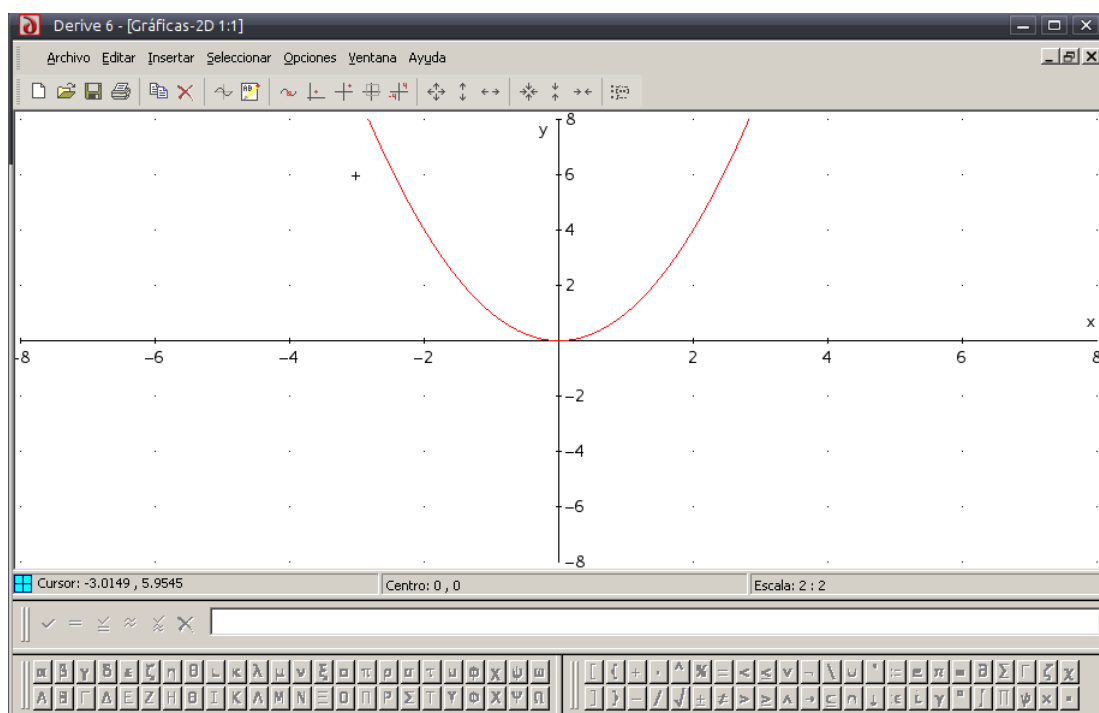 Derive 6 - [Gráficas-2D 1:1]
Archivo Editar Insertar Seleccionar Opciones Ventana Ayuda
y
8
6
4
2
x
-8 -6 -4 -2 2 4 6 8
-2
-4
-6
-8
Cursor: -3.0149 , 5.9545 Centro: 0 , 0 Escala: 2 : 2
α β γ δ ε ζ η θ ι κ λ μ ν ξ ο π ρ σ τ υ φ χ ψ ω
Α Β Γ Δ Ε Ζ Η Θ Ι Κ Λ Μ Ν Ξ Ο Π Ρ Σ Τ Υ Φ Χ Ψ Ω